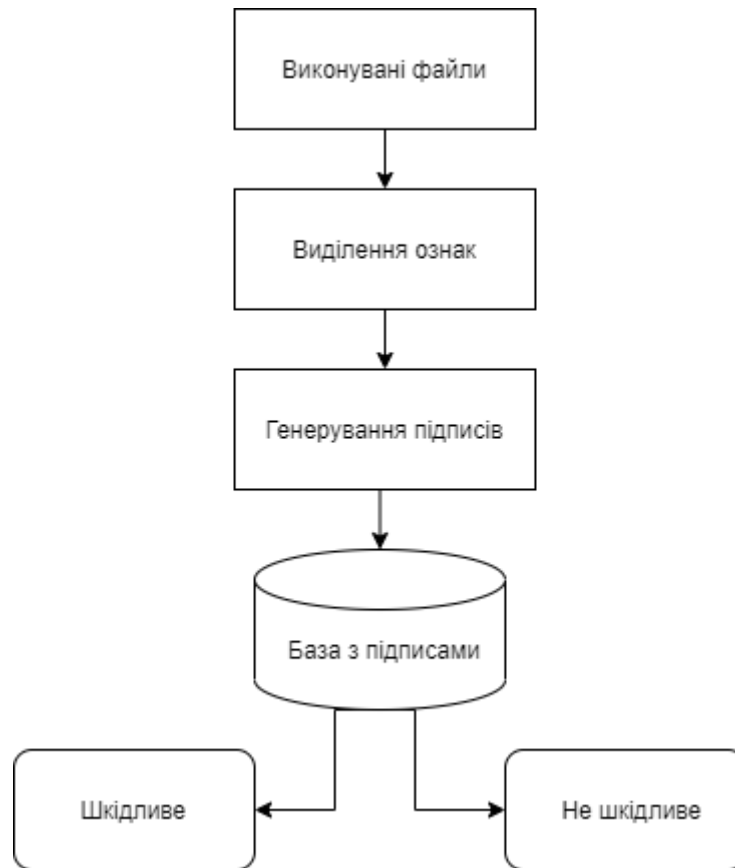 Виконувані файли
Виділення ознак
Генерування підписів
База з підписами
Шкідливе
Не шкідливе